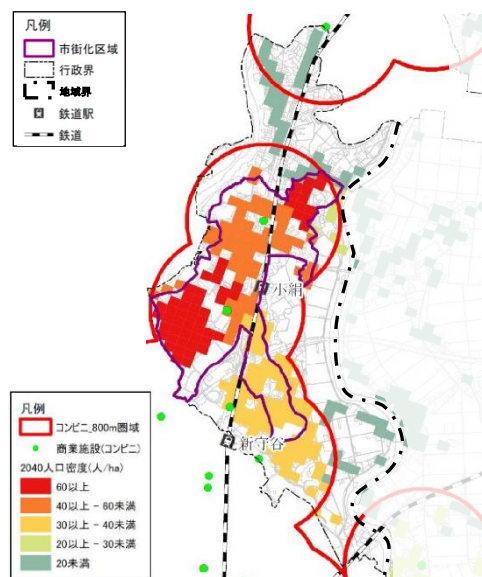 凡例
市街化区域
行政界
地域界
鉄道駅
鉄道
小絹
新守谷
凡例
コンビニ_800m圏域
商業施設(コンビニ)
2040人口密度(人/ha)
60以上
40以上 - 60未満
30以上 - 40未満
20以上 - 30未満
20未満